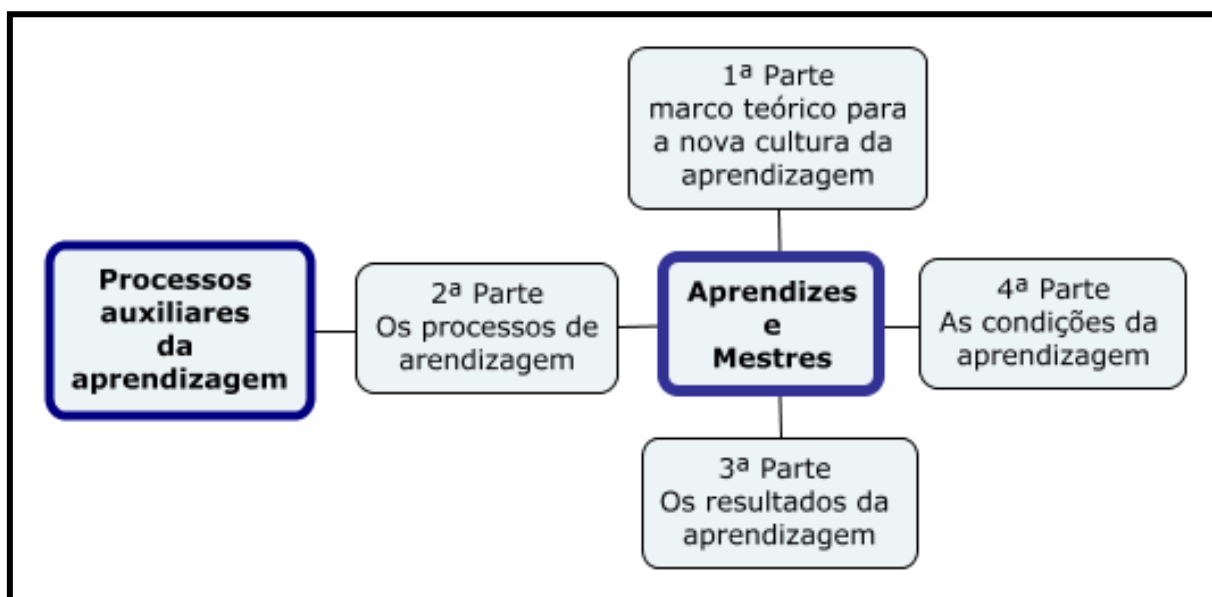 1ª Parte
marco teórico para
a nova cultura da
aprendizagem
Processos
auxiliares
da
aprendizagem
2ª Parte
Os processos de
arendizagem
Aprendizes
e
Mestres
4ª Parte
As condições da
aprendizagem
3ª Parte
Os resultados da
aprendizagem